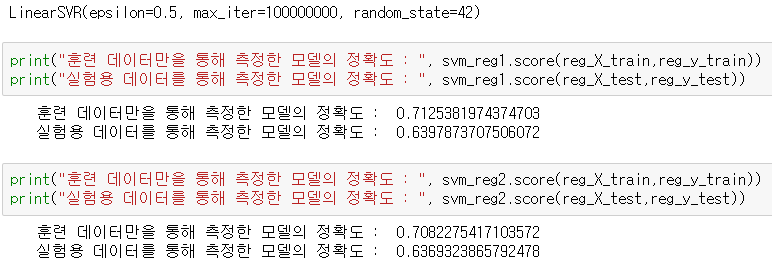 LinearSVR(epsilon=0.5, max_iter=100000000, random_state=42)
print("훈련 데이터만을 통해 측정한 모델의 정확도 : ", svm_reg1.score(reg_X_train,reg_y_train))
print("실험용 데이터를 통해 측정한 모델의 정확도 : ", svm_reg1.score(reg_X_test,reg_y_test))
훈련 데이터만을 통해 측정한 모델의 정확도 :  0.7125381974374703
실험용 데이터를 통해 측정한 모델의 정확도 :  0.6397873707506072
print("훈련 데이터만을 통해 측정한 모델의 정확도 : ", svm_reg2.score(reg_X_train,reg_y_train))
print("실험용 데이터를 통해 측정한 모델의 정확도 : ", svm_reg2.score(reg_X_test,reg_y_test))
훈련 데이터만을 통해 측정한 모델의 정확도 :  0.7082275417103572
실험용 데이터를 통해 측정한 모델의 정확도 :  0.6369323865792478